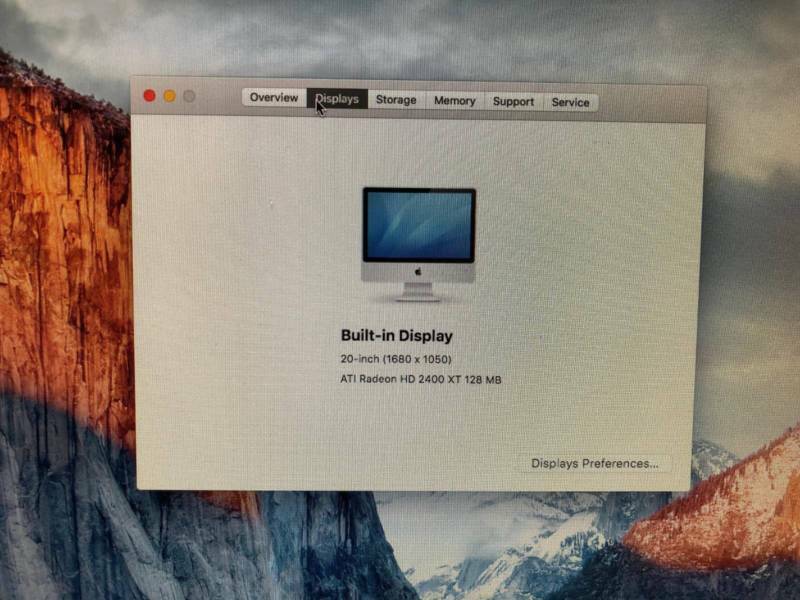 Overview Displays Storage Memory Support Service
Built-in Display
20-inch (1680 x 1050)
ATI Radeon HD 2400 XT 128 MB
Displays Preferences...